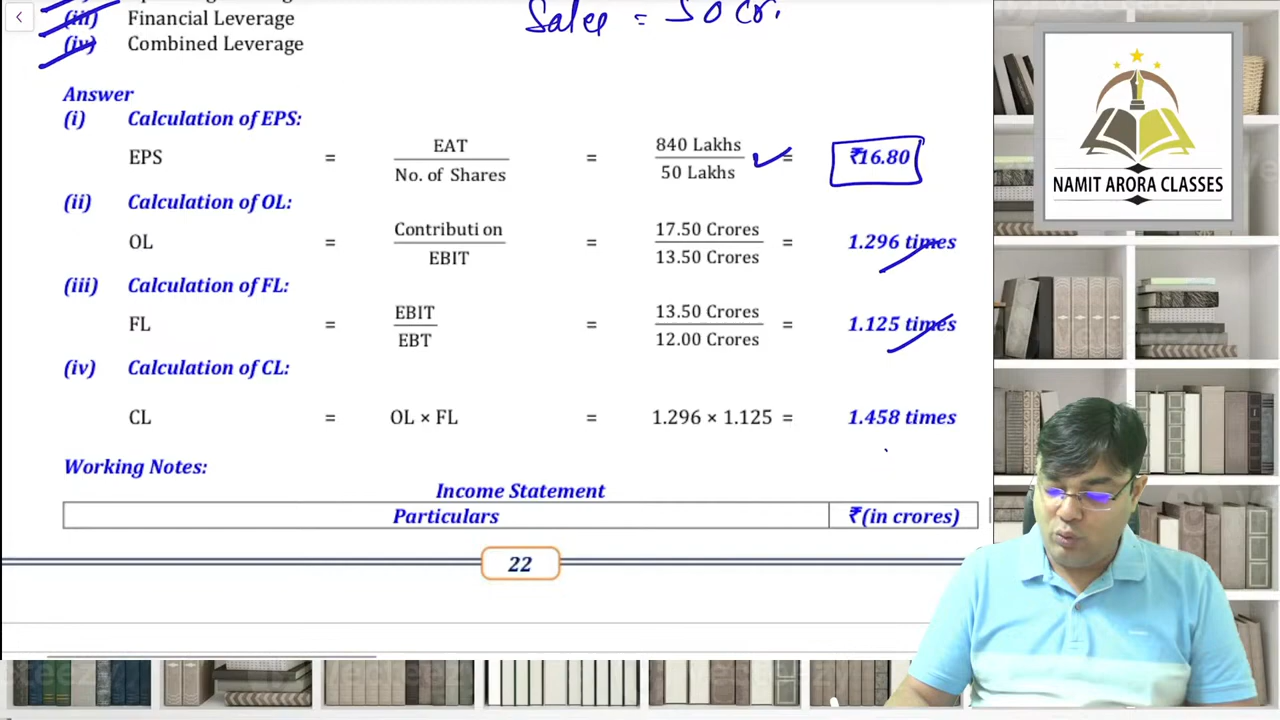 (iii) Financial Leverage
Sales = 50 Cr.
(iv) Combined Leverage
Answer
(i) Calculation of EPS:
EPS = EAT / No. of Shares = 840 Lakhs / 50 Lakhs = ₹16.80
(ii) Calculation of OL:
OL = Contributi on / EBIT = 17.50 Crores / 13.50 Crores = 1.296 times
(iii) Calculation of FL:
FL = EBIT / EBT = 13.50 Crores / 12.00 Crores = 1.125 times
(iv) Calculation of CL:
CL = OL × FL = 1.296 × 1.125 = 1.458 times
Working Notes:
Income Statement
Particulars ₹(in crores)
22
NAMIT ARORA CLASSES